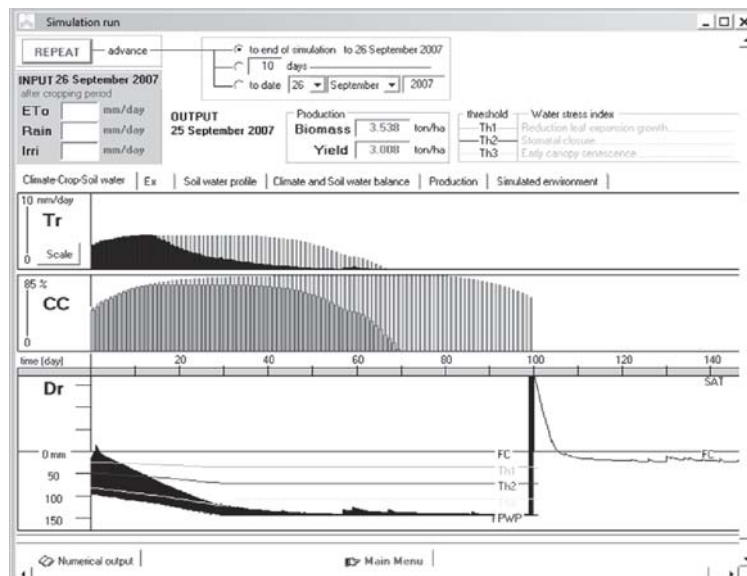 Simulation run
REPEAT
advance
to end of simulation to 26 September 2007
10 days
to date 26 September 2007
INPUT 26 September 2007
after cropping period
ETo mm/day
Rain mm/day
Irri mm/day
OUTPUT
25 September 2007
Production
Biomass 3.538 ton/ha
Yield 3.008 ton/ha
threshold Water stress index
Th1 Reduction leaf expansion growth
Th2 Stomatal closure
Th3 Early canopy senescence
Climate-Crop-Soil water Ex Soil water profile Climate and Soil water balance Production Simulated environment
10 mm/day
Tr
0 Scale
85 %
CC
0
time (day) 20 40 60 80 100 120 140
Dr SAT
0 mm FC FC
Th1
50
Th2
100
150 PWP
Numerical output Main Menu